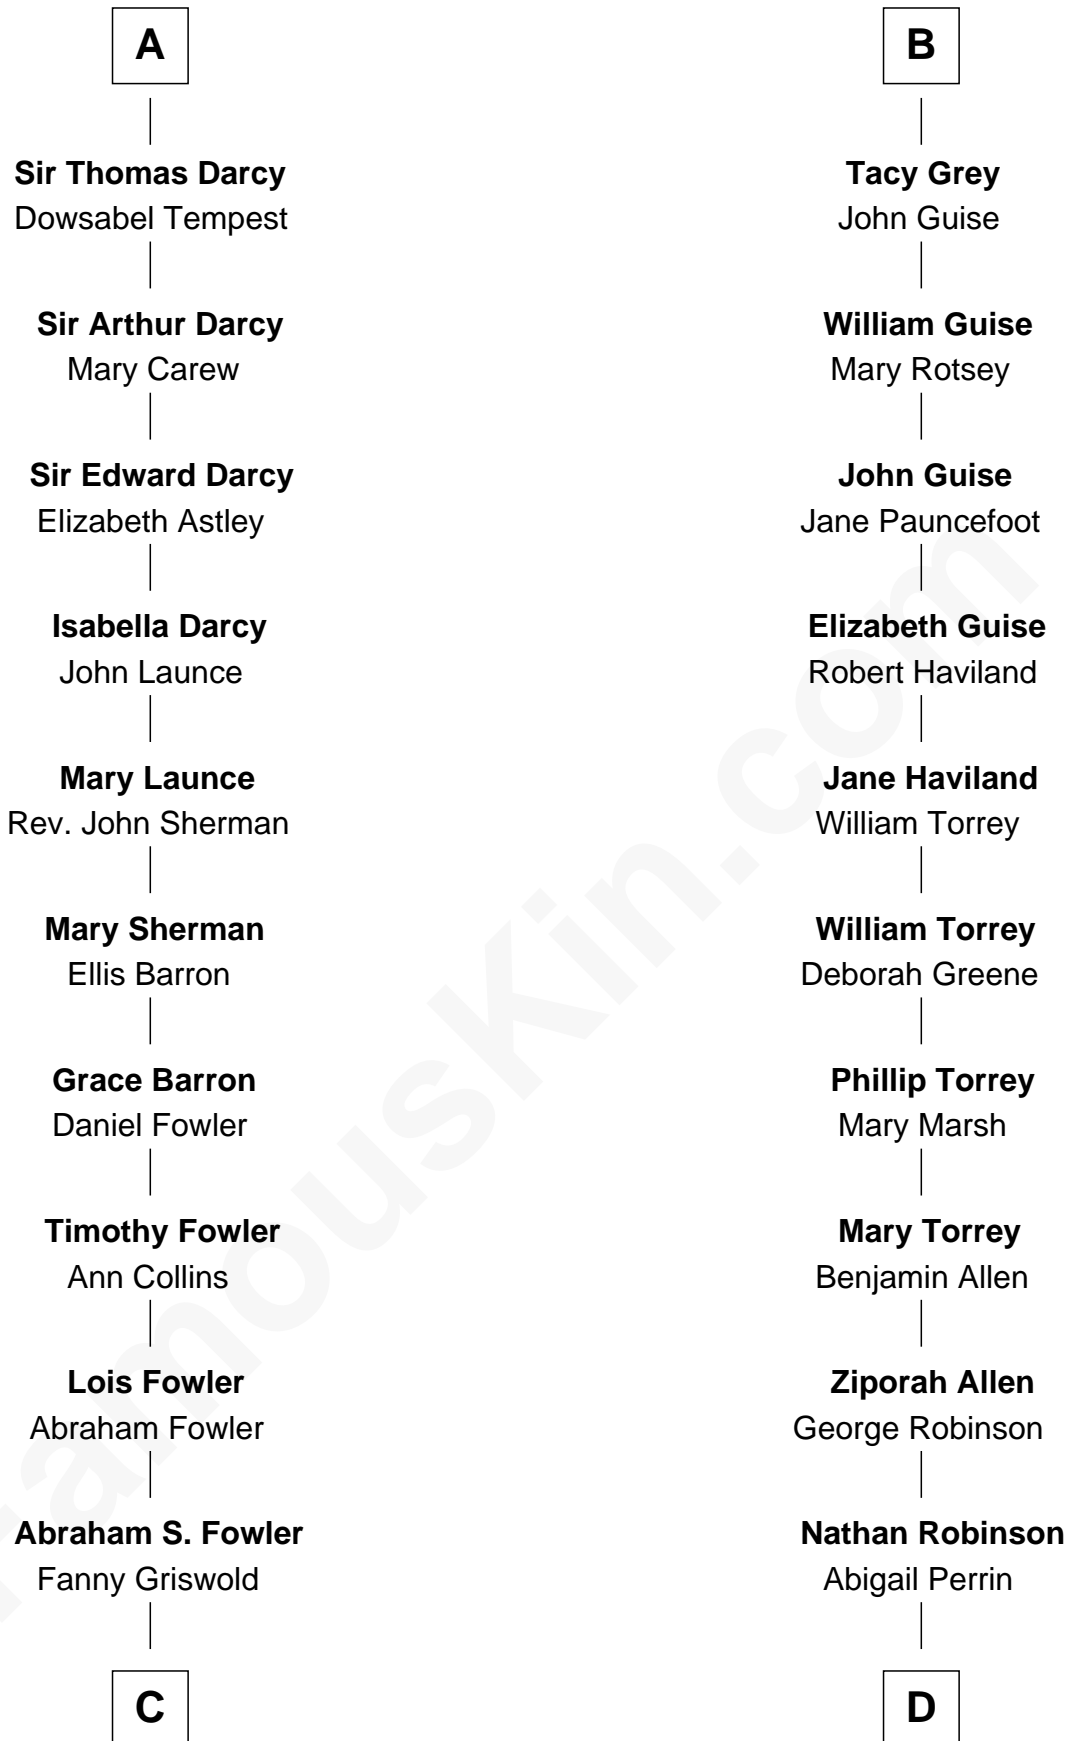 A
Sir Thomas Darcy
Dowsabel Tempest
Sir Arthur Darcy
Mary Carew
Sir Edward Darcy
Elizabeth Astley
Isabella Darcy
John Launce
Mary Launce
Rev. John Sherman
Mary Sherman
Ellis Barron
Grace Barron
Daniel Fowler
Timothy Fowler
Ann Collins
Lois Fowler
Abraham Fowler
Abraham S. Fowler
Fanny Griswold
C
B
Tacy Grey
John Guise
William Guise
Mary Rotsey
John Guise
Jane Pauncefoot
Elizabeth Guise
Robert Haviland
Jane Haviland
William Torrey
William Torrey
Deborah Greene
Phillip Torrey
Mary Marsh
Mary Torrey
Benjamin Allen
Ziporah Allen
George Robinson
Nathan Robinson
Abigail Perrin
D
FamousKin.com